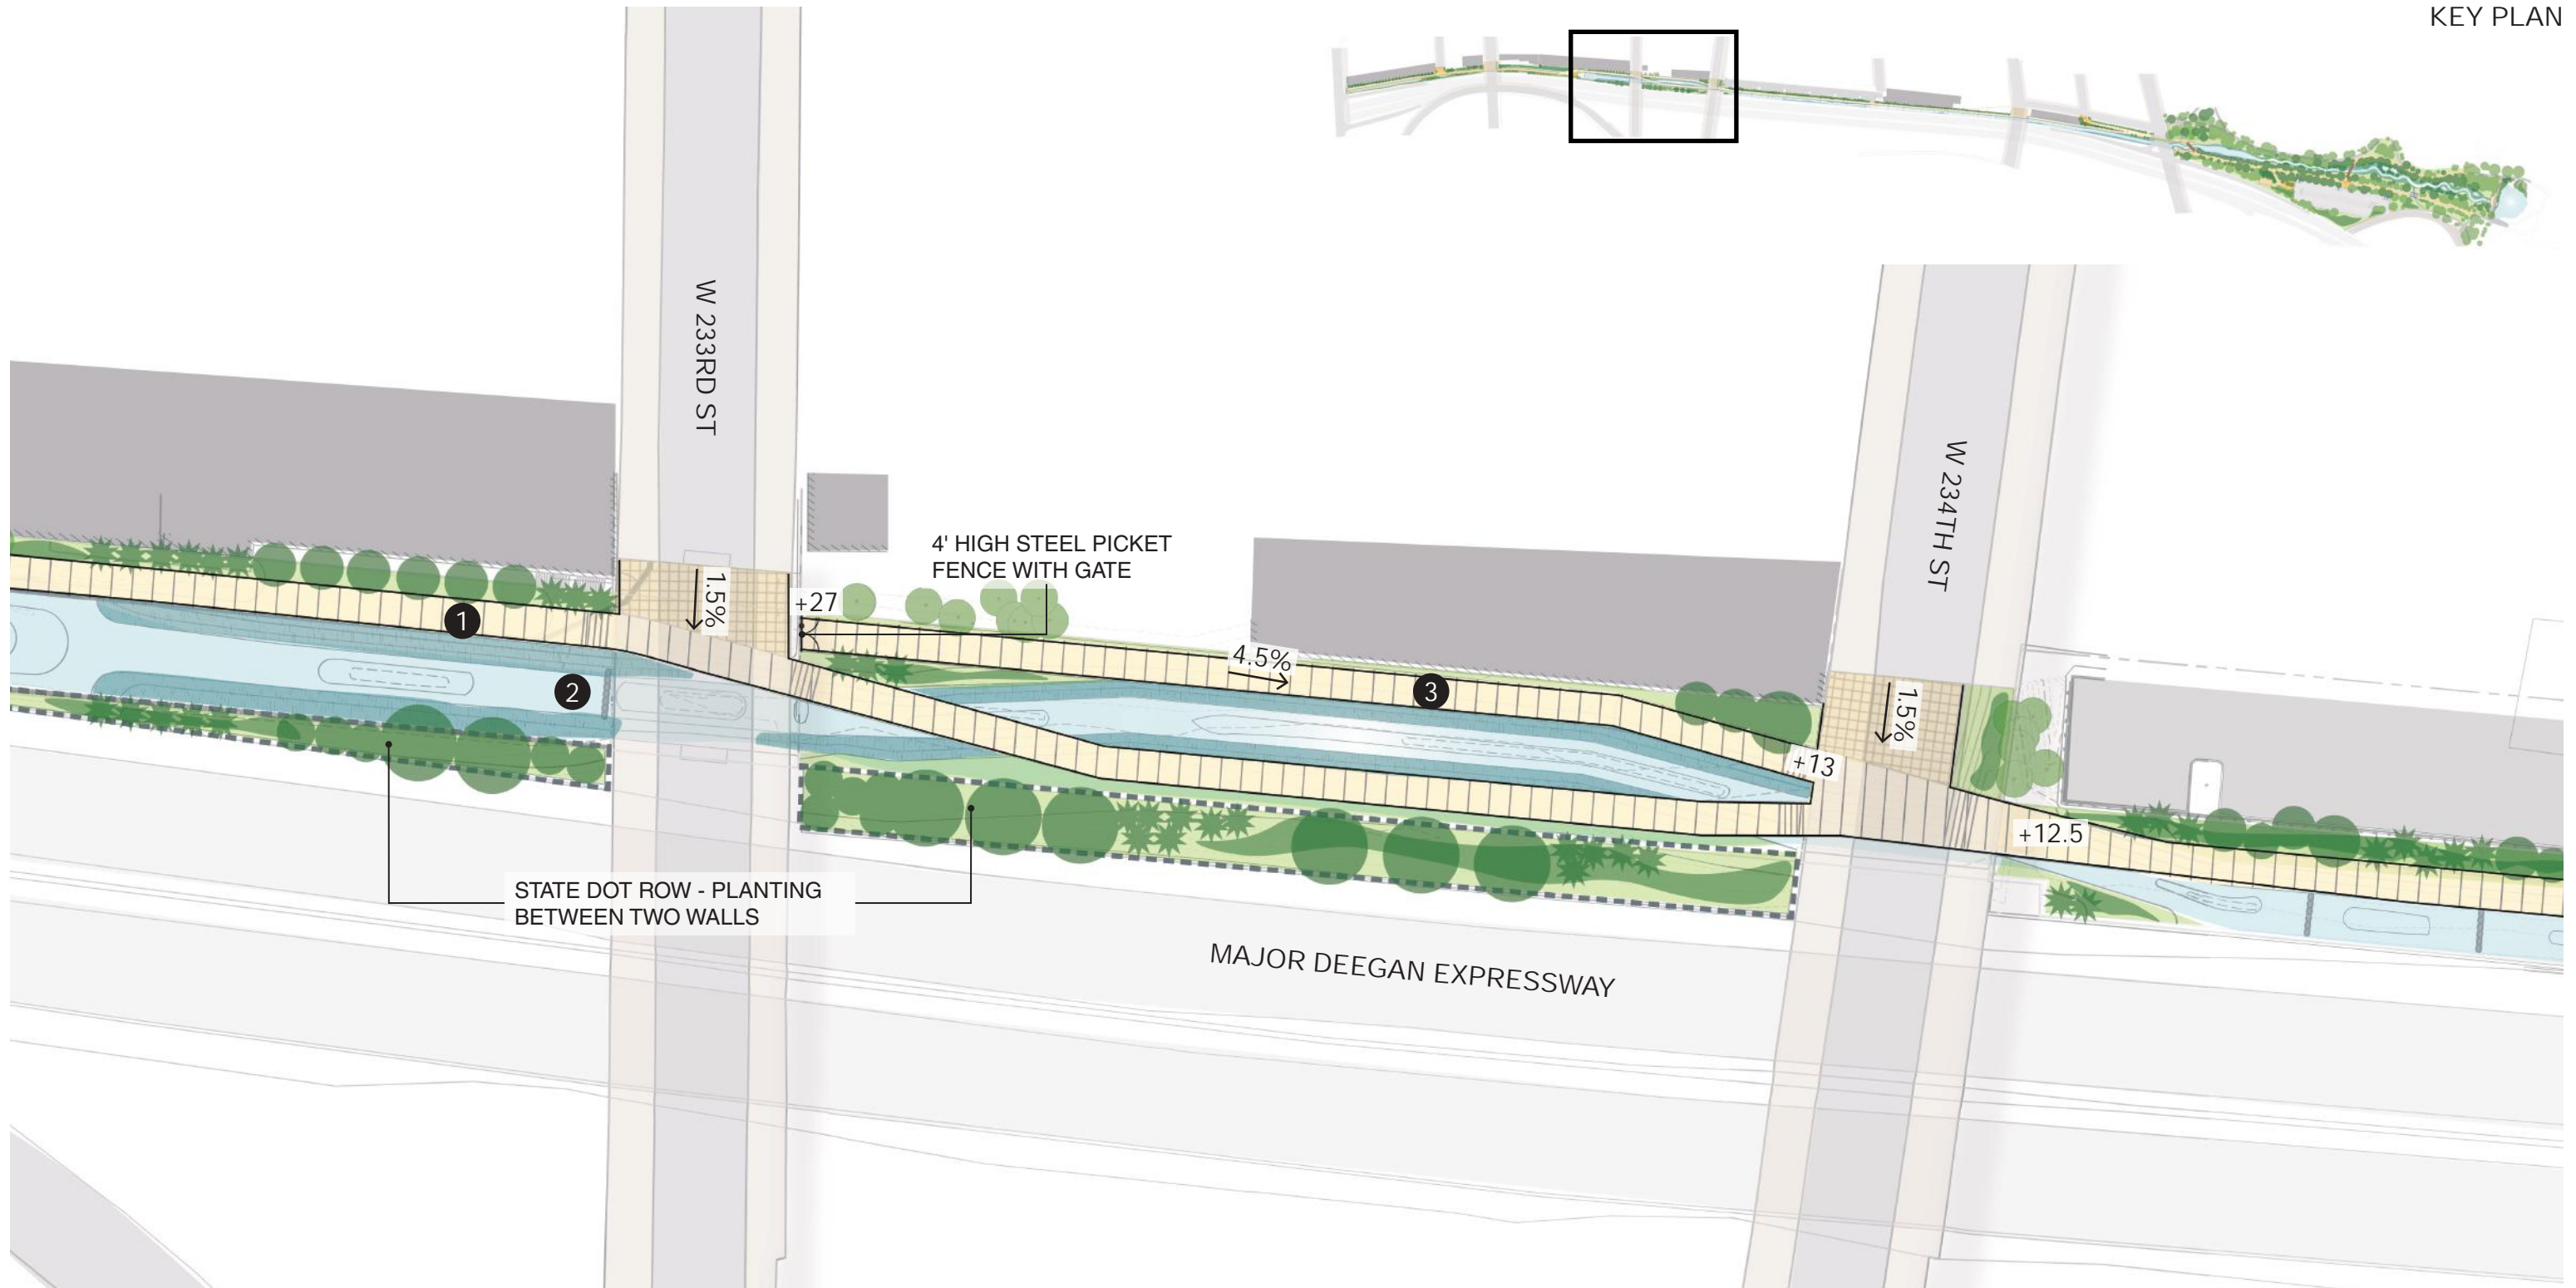 KEY PLAN
W 233RD ST
W 234TH ST
4' HIGH STEEL PICKET
FENCE WITH GATE
1.5%
+27
1
2
4.5%
3
1.5%
+13
+12.5
STATE DOT ROW - PLANTING
BETWEEN TWO WALLS
MAJOR DEEGAN EXPRESSWAY